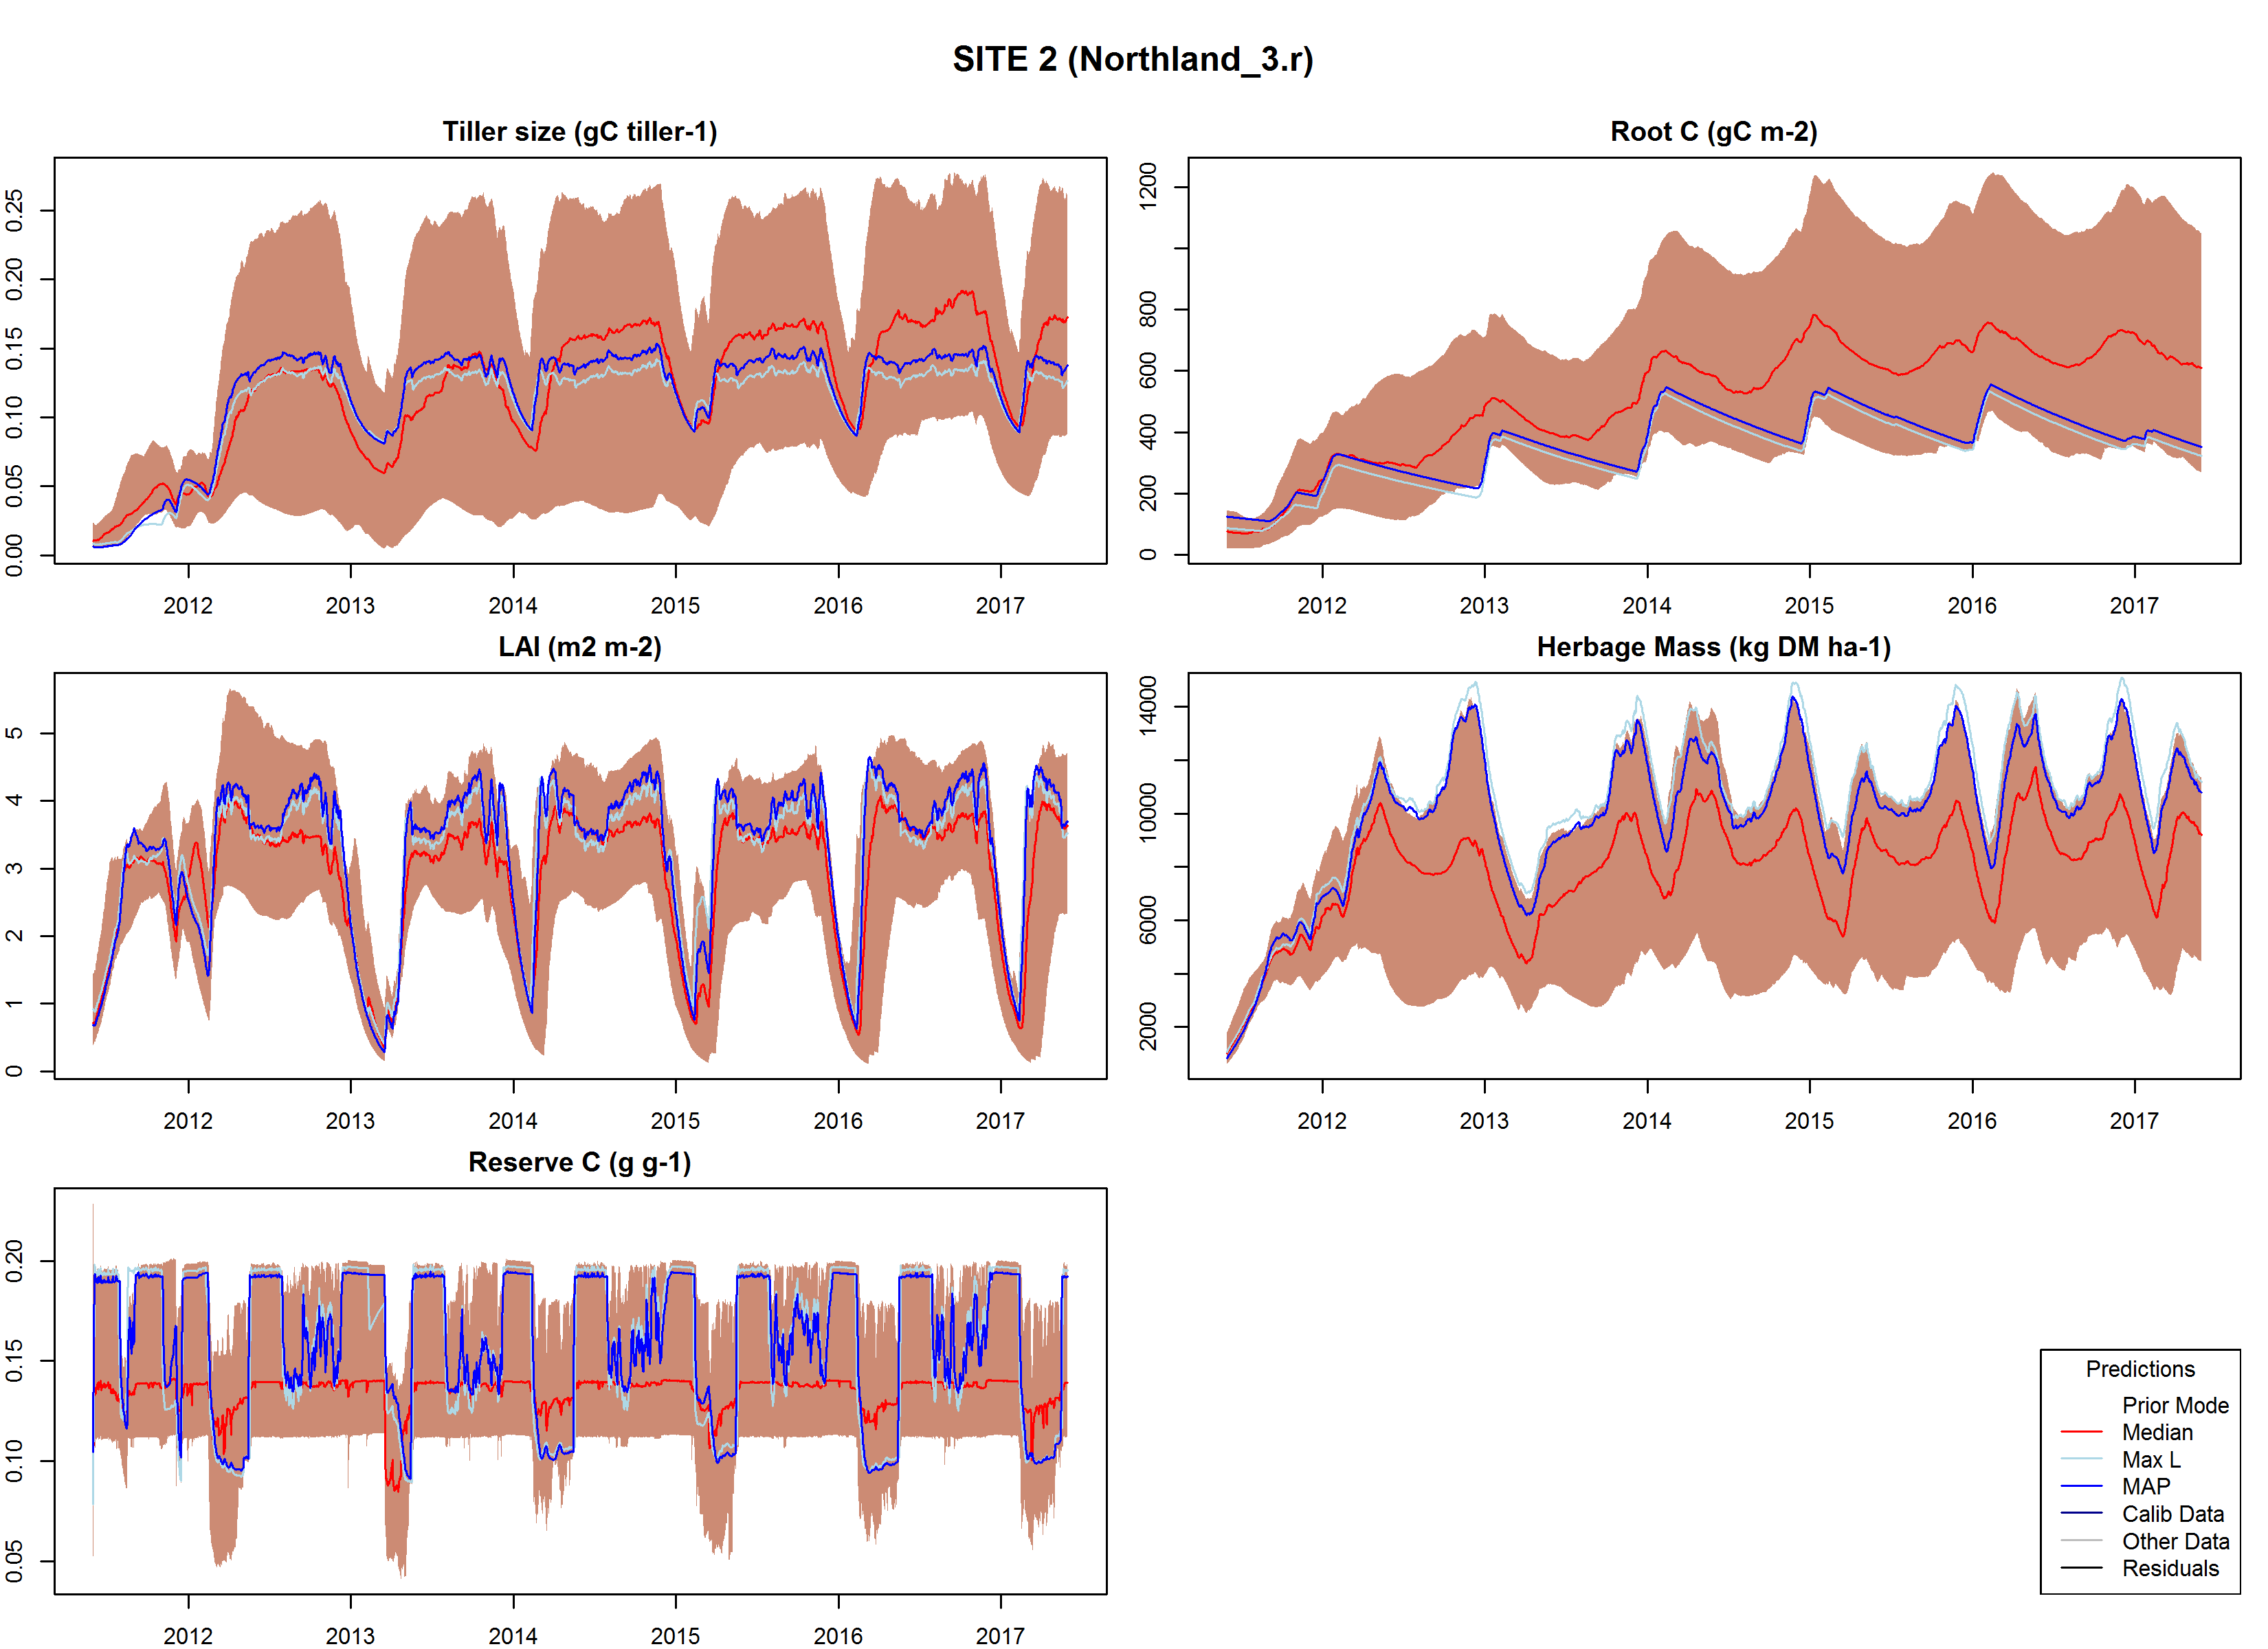 SITE 2 (Northland_3.r)
Tiller size (gC tiller-1)
0.00 0.05 0.10 0.15 0.20 0.25
2012 2013 2014 2015 2016 2017
Root C (gC m-2)
0 200 400 600 800 1200
2012 2013 2014 2015 2016 2017
LAI (m2 m-2)
0 1 2 3 4 5
2012 2013 2014 2015 2016 2017
Herbage Mass (kg DM ha-1)
2000 6000 10000 14000
2012 2013 2014 2015 2016 2017
Reserve C (g g-1)
0.05 0.10 0.15 0.20
2012 2013 2014 2015 2016 2017
Predictions
Prior Mode
Median
Max L
MAP
Calib Data
Other Data
Residuals